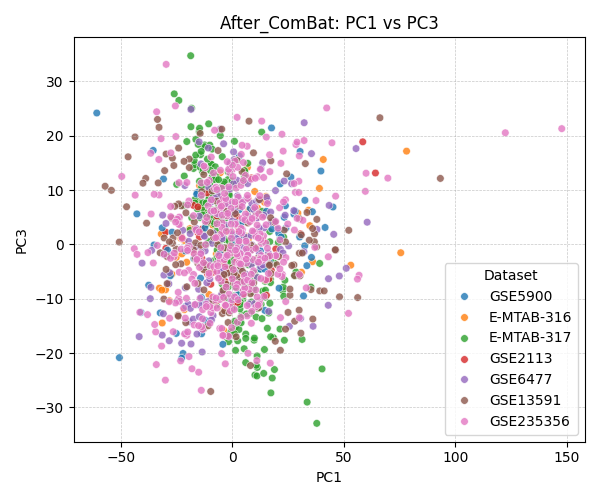 After_ComBat: PC1 vs PC3
PC3
30
20
10
0
−10
−20
−30
−50
0
50
100
150
PC1
Dataset
GSE5900
E-MTAB-316
E-MTAB-317
GSE2113
GSE6477
GSE13591
GSE235356